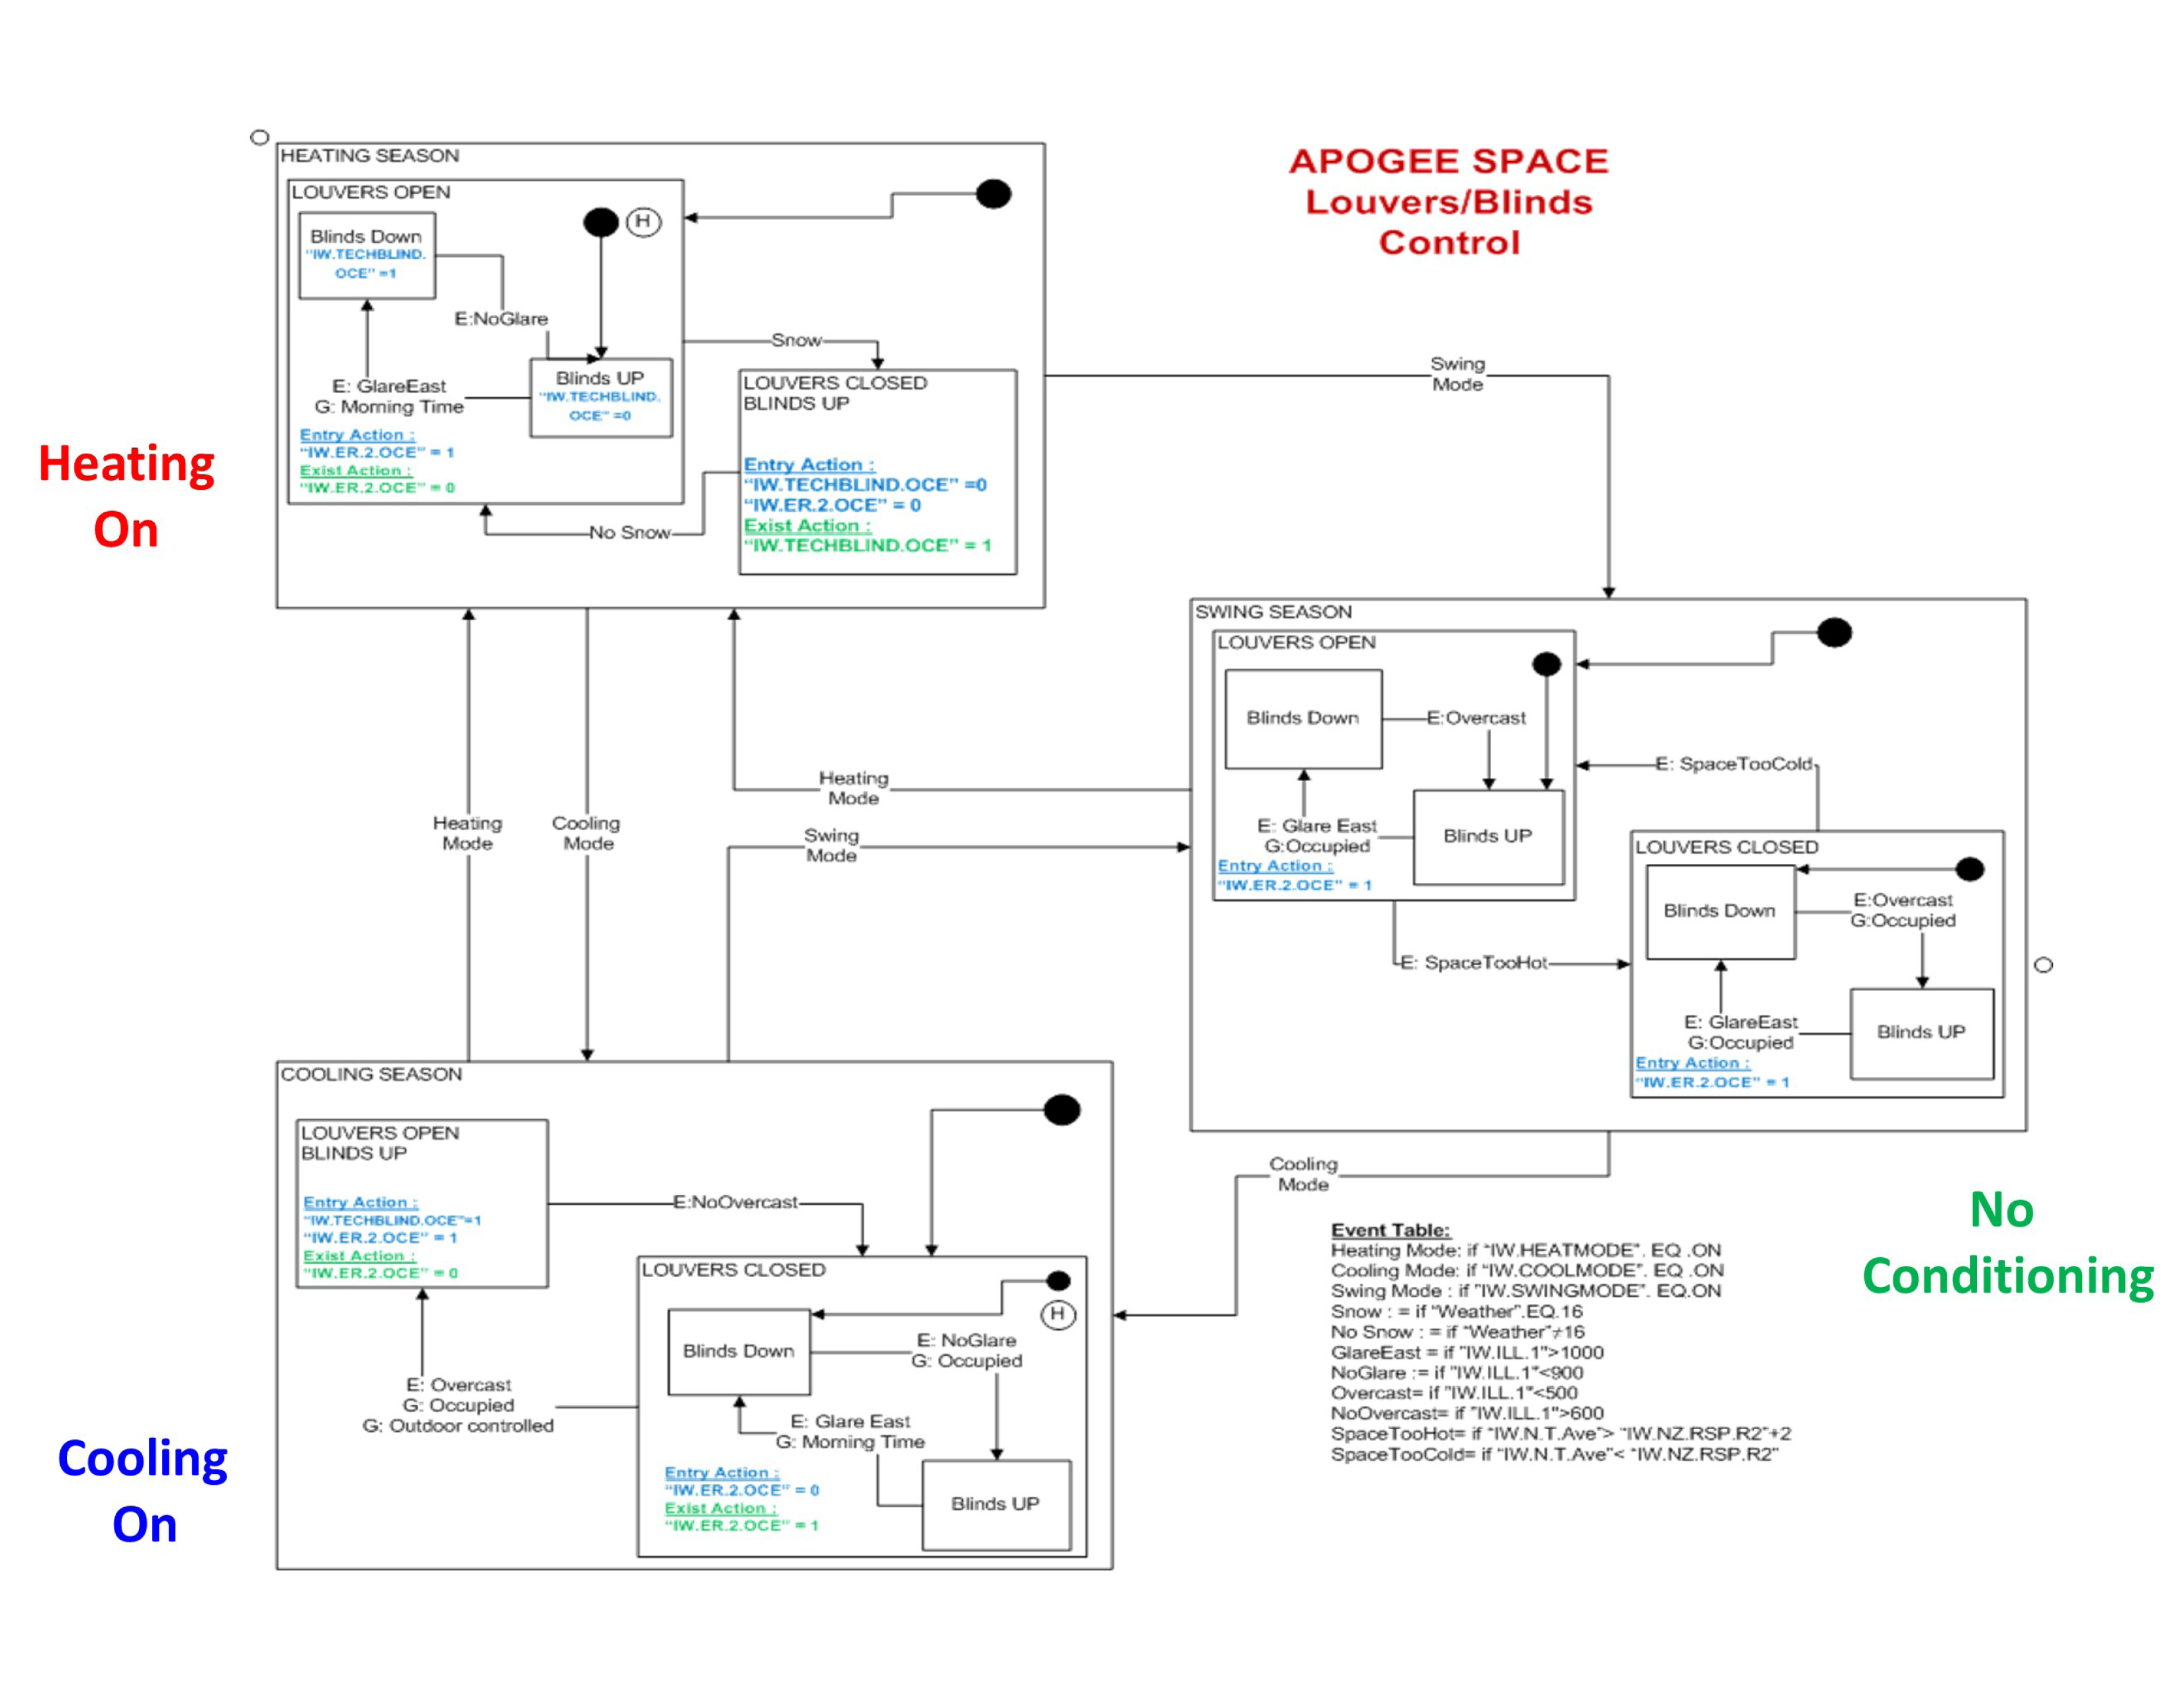 APOGEE SPACE
Louvers/Blinds
Control
HEATING SEASON
LOUVERS OPEN
Blinds Down
"IW.TECHBLIND.
OCE" =1
H
E:NoGlare
E: GlareEast
G: Morning Time
Blinds UP
"IW.TECHBLIND.
OCE" =0
Entry Action :
"IW.ER.2.OCE" = 1
Exist Action :
"IW.ER.2.OCE" = 0
Snow
LOUVERS CLOSED
BLINDS UP
Entry Action :
"IW.TECHBLIND.OCE" =0
"IW.ER.2.OCE" = 0
Exist Action :
"IW.TECHBLIND.OCE" = 1
No Snow
Heating
On
Swing
Mode
SWING SEASON
LOUVERS OPEN
Blinds Down
E:Overcast
E: Glare East
G:Occupied
Blinds UP
Entry Action :
"IW.ER.2.OCE" = 1
E: SpaceTooCold
LOUVERS CLOSED
Blinds Down
E:Overcast
G:Occupied
E: GlareEast
G:Occupied
Blinds UP
Entry Action :
"IW.ER.2.OCE" = 1
E: SpaceTooHot
Heating
Mode
Heating
Mode
Cooling
Mode
Swing
Mode
Cooling
Mode
COOLING SEASON
LOUVERS OPEN
BLINDS UP
Entry Action :
"IW.TECHBLIND.OCE"=1
"IW.ER.2.OCE" = 1
Exist Action :
"IW.ER.2.OCE" = 0
E:NoOvercast
LOUVERS CLOSED
H
Blinds Down
E: NoGlare
G: Occupied
E: Glare East
G: Morning Time
Blinds UP
Entry Action :
"IW.ER.2.OCE" = 0
Exist Action :
"IW.ER.2.OCE" = 1
E: Overcast
G: Occupied
G: Outdoor controlled
Cooling
On
No
Conditioning
Event Table:
Heating Mode: if "IW.HEATMODE". EQ .ON
Cooling Mode: if "IW.COOLMODE". EQ .ON
Swing Mode : if "IW.SWINGMODE". EQ.ON
Snow : = if "Weather".EQ.16
No Snow : = if "Weather"≠16
GlareEast = if "IW.ILL.1">1000
NoGlare := if "IW.ILL.1"<900
Overcast= if "IW.ILL.1"<500
NoOvercast= if "IW.ILL.1">600
SpaceTooHot= if "IW.N.T.Ave"> "IW.NZ.RSP.R2"+2
SpaceTooCold= if "IW.N.T.Ave"< "IW.NZ.RSP.R2"